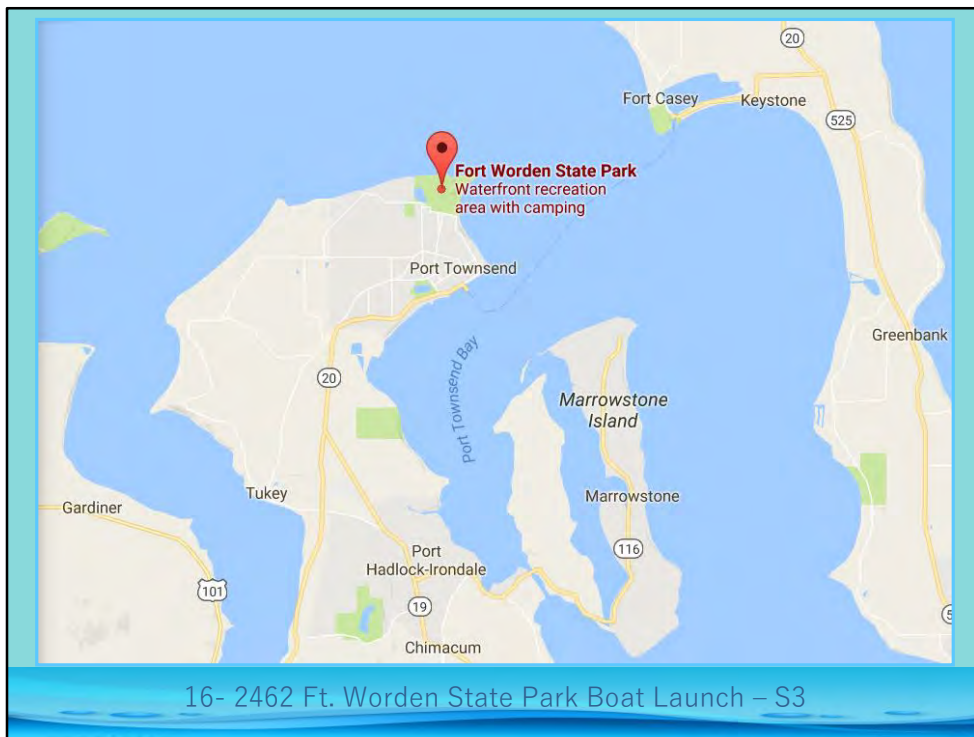 20
Fort Casey
Keystone
525
Fort Worden State Park
Waterfront recreation
area with camping
Port Townsend
Greenbank
Port Townsend Bay
20
Marrowstone
Island
Tukey
Marrowstone
Gardiner
Port
Hadlock-Irondale
116
101
19
Chimacum
16- 2462 Ft. Worden State Park Boat Launch – S3